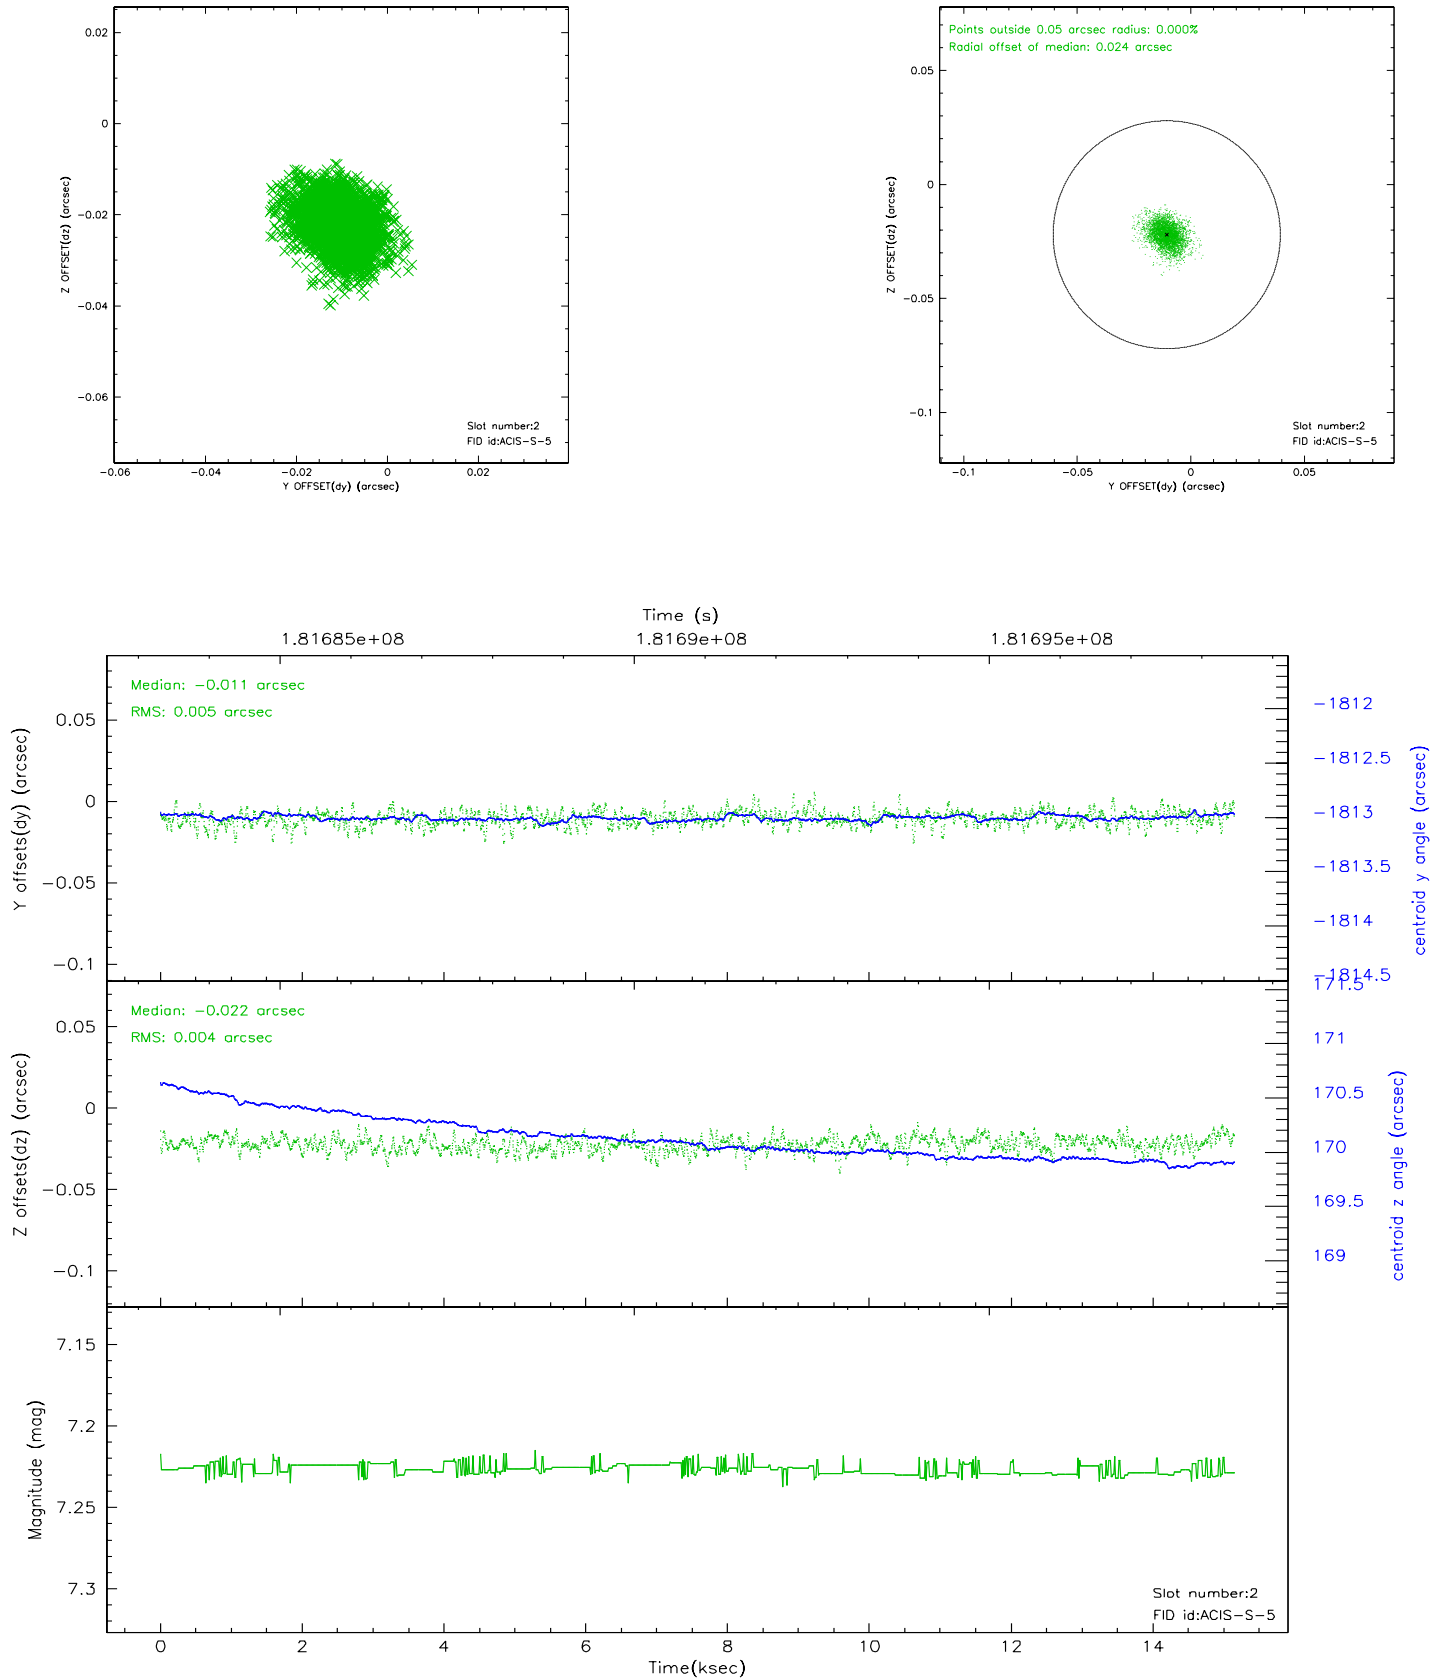 0.02
0
-0.02
-0.04
-0.06
Z OFFSET(dz) (arcsec)
Slot number:2
FID id:ACIS-S-5
-0.06 -0.04 -0.02 0 0.02
Y OFFSET(dy) (arcsec)
Points outside 0.05 arcsec radius: 0.000%
Radial offset of median: 0.024 arcsec
0.05
0
-0.05
-0.1
Z OFFSET(dz) (arcsec)
Slot number:2
FID id:ACIS-S-5
-0.1 -0.05 0 0.05
Y OFFSET(dy) (arcsec)
Time (s)
1.81685e+08 1.8169e+08 1.81695e+08
Median: -0.011 arcsec
RMS: 0.005 arcsec
0.05
0
-0.05
-0.1
Y offsets(dy) (arcsec)
-1812
-1812.5
-1813
-1813.5
-1814
-1814.5
centroid y angle (arcsec)
Median: -0.022 arcsec
RMS: 0.004 arcsec
0.05
0
-0.05
-0.1
Z offsets(dz) (arcsec)
171.5
171
170.5
170
169.5
169
centroid z angle (arcsec)
7.15
7.2
7.25
7.3
Magnitude (mag)
Slot number:2
FID id:ACIS-S-5
0 2 4 6 8 10 12 14
Time(ksec)